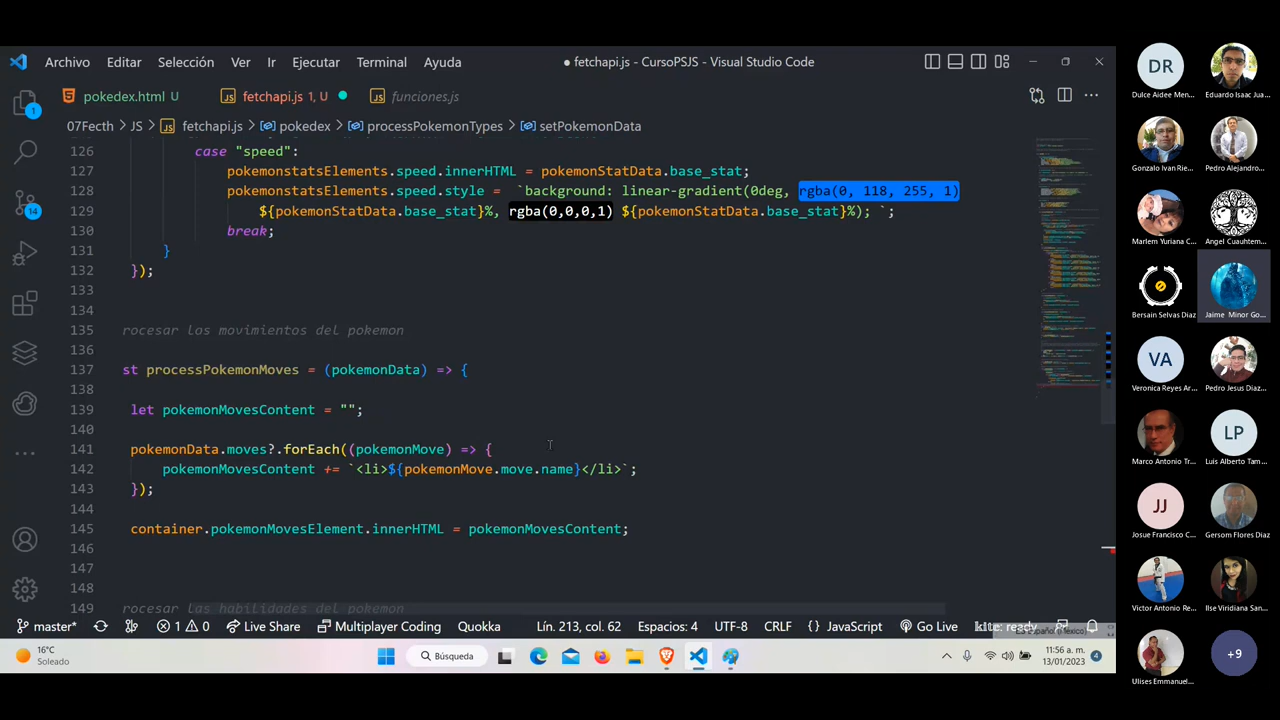 Archivo Editar Selección Ver Ir Ejecutar Terminal Ayuda ● fetchapi.js - CursoPSJS - Visual Studio Code
pokedex.html U fetchapi.js 1, U funciones.js
07Fecth > JS > fetchapi.js > pokedex > processPokemonTypes > setPokemonData
126 case "speed":
127 pokemonstatsElements.speed.innerHTML = pokemonStatData.base_stat;
128 pokemonstatsElements.speed.style = `background: linear-gradient(0deg, rgba(0, 118, 255, 1)
129 ${pokemonStatData.base_stat}%, rgba(0,0,0,1) ${pokemonStatData.base_stat}%); `;
130 break;
131 }
132 });
133
134
135 rocesar los movimientos del pokemon
136
137 st processPokemonMoves = (pokemonData) => {
138
139 let pokemonMovesContent = "";
140
141 pokemonData.moves?.forEach((pokemonMove) => {
142 pokemonMovesContent += `<li>${pokemonMove.move.name}</li>`;
143 });
144
145 container.pokemonMovesElement.innerHTML = pokemonMovesContent;
146
147
148
149 rocesar las habilidades del pokemon
1
14
master* 1 0 Live Share Multiplayer Coding Quokka Lín. 213, col. 62 Espacios: 4 UTF-8 CRLF {} JavaScript Go Live kite: ready
16°C
Soleado
Búsqueda
11:56 a. m.
13/01/2023
4
DR
Dulce Aidee Men...
Eduardo Isaac Jua...
Gonzalo Ivan Rie...
Pedro Alejandro...
Marlem Yuriana C...
Angel Cuauhtem...
Bersain Selvas Diaz
Jaime Minor Go...
VA
Veronica Reyes Ar...
Pedro Jesus Diaz...
Marco Antonio Tr...
LP
Luis Alberto Tam...
JJ
Josue Francisco C...
Gersom Flores Diaz
Victor Antonio Re...
Ilse Viridiana San...
Ulises Emmanuel...
+9